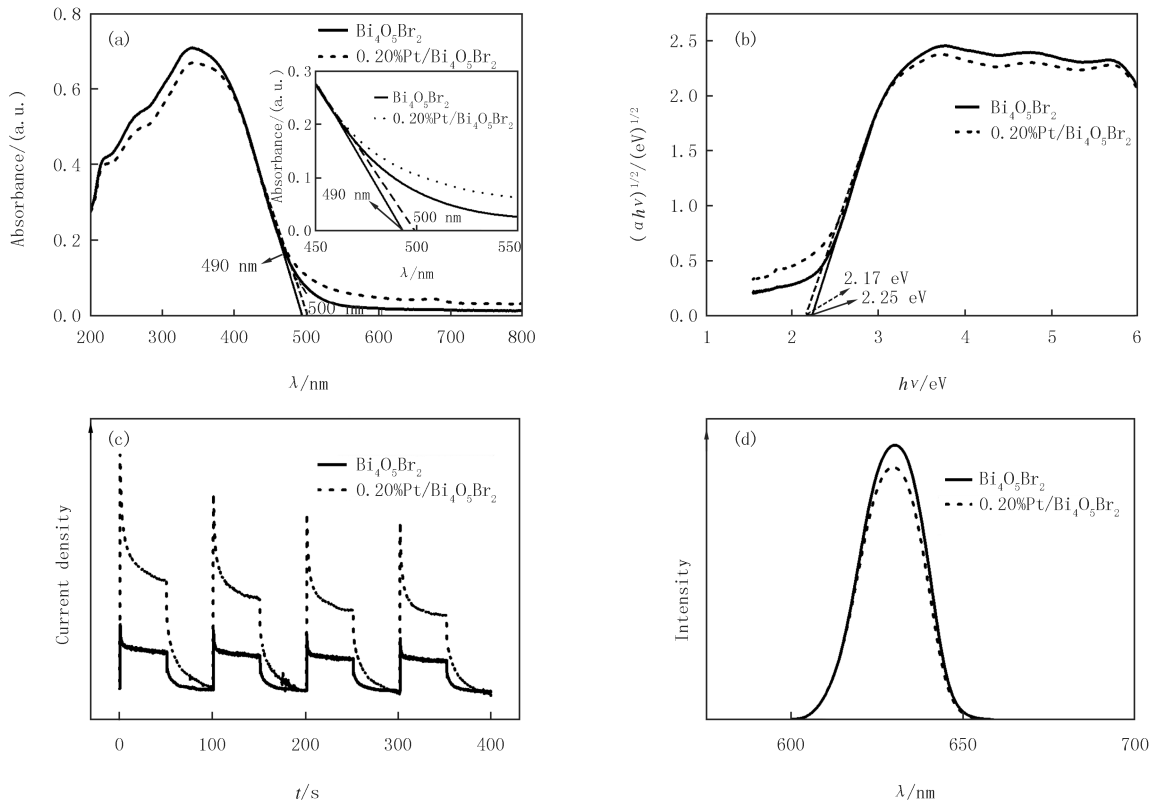 (a)
Bi₄O₅Br₂
0.20%Pt/Bi₄O₅Br₂
Absorbance/(a.u.)
0.8
0.6
0.4
0.2
0.0
200 300 400 500 600 700 800
λ/nm
490 nm
500 nm
Absorbance/(a.u.)
0.3
0.2
0.1
0.0
450 500 550
λ/nm
Bi₄O₅Br₂
0.20%Pt/Bi₄O₅Br₂
490 nm
500 nm
(b)
Bi₄O₅Br₂
0.20%Pt/Bi₄O₅Br₂
(ahν)^1/2/(eV)^1/2
2.5
2.0
1.5
1.0
0.5
0.0
2.17 eV
2.25 eV
1 2 3 4 5 6
hν/eV
(c)
Bi₄O₅Br₂
0.20%Pt/Bi₄O₅Br₂
Current density
0 100 200 300 400
t/s
(d)
Bi₄O₅Br₂
0.20%Pt/Bi₄O₅Br₂
Intensity
600 650 700
λ/nm